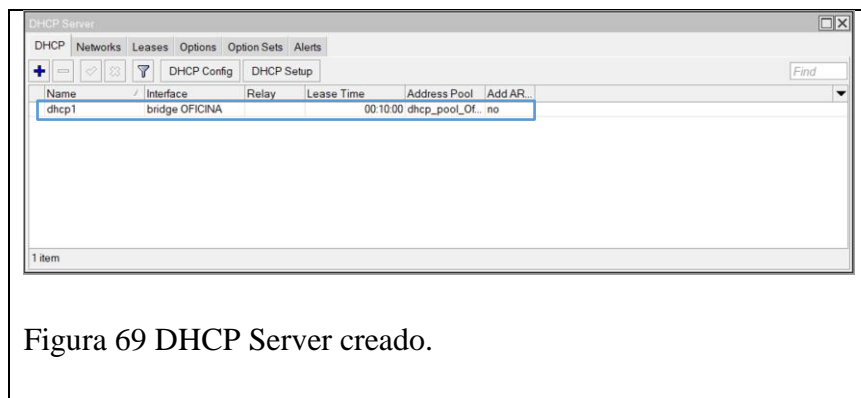 DHCP Server
DHCP Networks Leases Options Option Sets Alerts
DHCP Config DHCP Setup Find
Name Interface Relay Lease Time Address Pool Add AR...
dhcp1 bridge OFICINA 00:10:00 dhcp_pool_Of... no
1 item
Figura 69 DHCP Server creado.